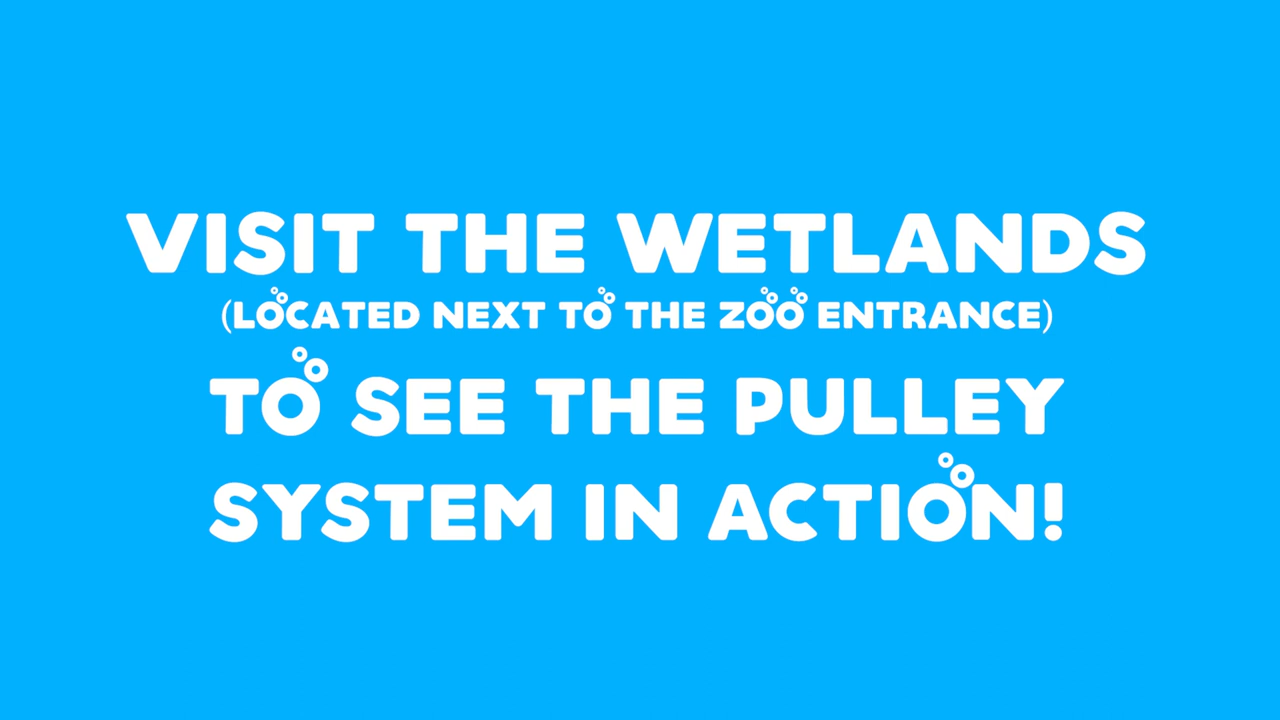 VISIT THE WETLANDS
(LOCATED NEXT TO THE ZOO ENTRANCE)
TO SEE THE PULLEY
SYSTEM IN ACTION!